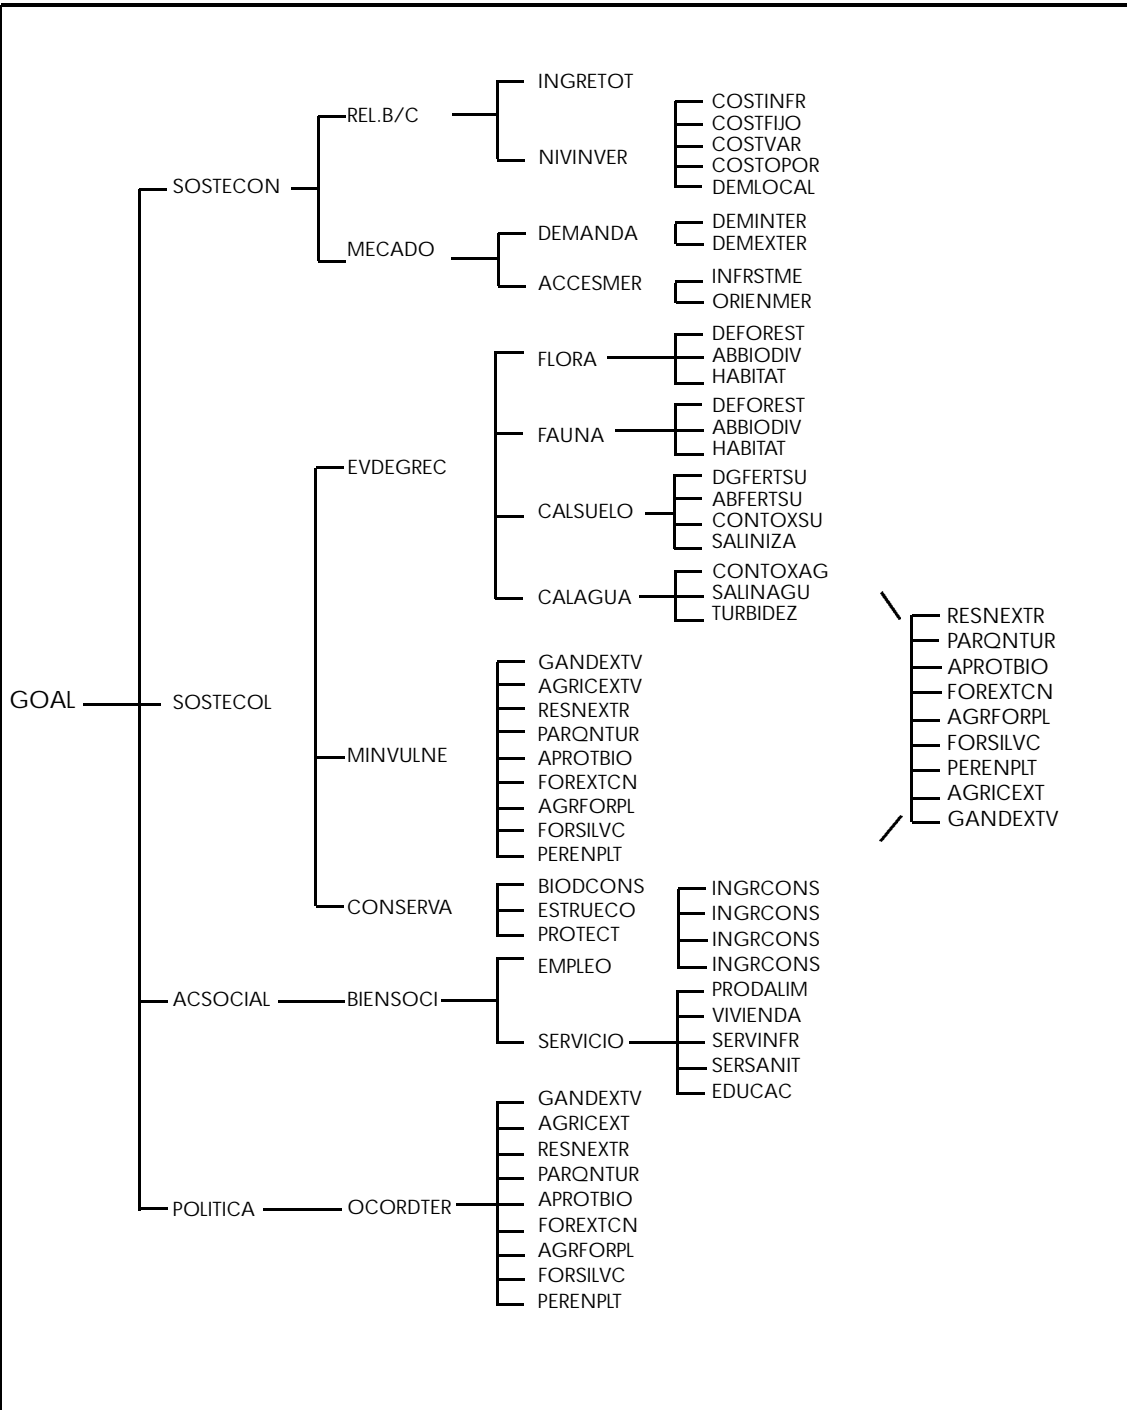 INGRETOT
REL.B/C
COSTINFR
COSTFIJO
COSTVAR
NIVINVER
COSTOPOR
DEMLOCAL
SOSTECON
DEMINTER
DEMANDA
DEMEXTER
MECADO
INFRSTME
ACCESMER
ORIENMER
DEFOREST
FLORA
ABBIODIV
HABITAT
DEFOREST
FAUNA
ABBIODIV
HABITAT
EVDEGREC
DGFERTSU
ABFERTSU
CALSUELO
CONTOXSU
SALINIZA
CONTOXAG
CALAGUA
SALINAGU
TURBIDEZ
RESNEXTR
PARQNTUR
APROTBIO
FOREXTCN
AGRFORPL
FORSILVC
PERENPLT
AGRICEXT
GANDEXTV
GOAL
SOSTECOL
GANDEXTV
AGRICEXTV
RESNEXTR
PARQNTUR
MINVULNE
APROTBIO
FOREXTCN
AGRFORPL
FORSILVC
PERENPLT
BIODCONS
CONSERVA
ESTRUECO
PROTECT
INGRCONS
INGRCONS
INGRCONS
INGRCONS
EMPLEO
ACSOCIAL
BIENSOCI
PRODALIM
VIVIENDA
SERVICIO
SERVINFR
SERSANIT
EDUCAC
GANDEXTV
AGRICEXT
RESNEXTR
PARQNTUR
APROTBIO
POLITICA
OCORDTER
FOREXTCN
AGRFORPL
FORSILVC
PERENPLT